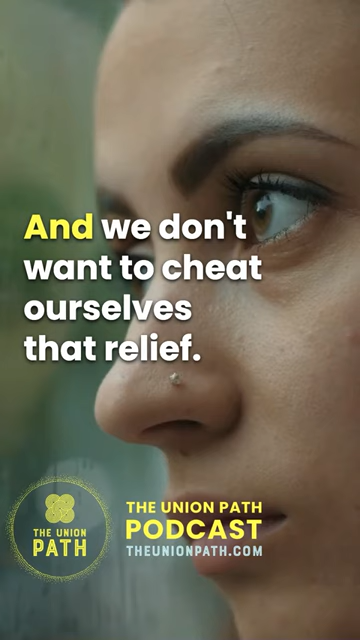 And we don't
want to cheat
ourselves
that relief.
THE UNION
PATH
THE UNION PATH
PODCAST
THEUNIONPATH.COM